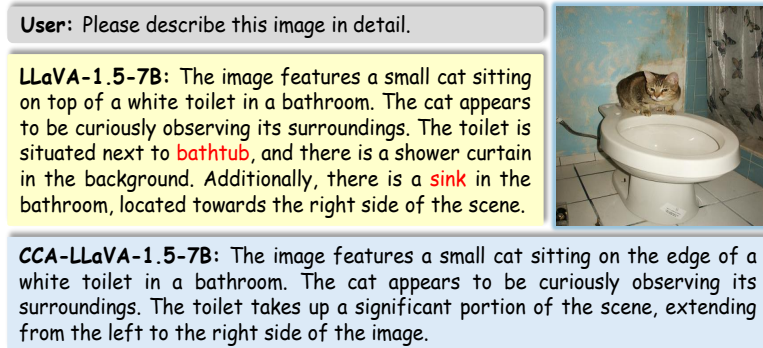 User: Please describe this image in detail.
LLaVA-1.5-7B: The image features a small cat sitting
on top of a white toilet in a bathroom. The cat appears
to be curiously observing its surroundings. The toilet is
situated next to bathtub, and there is a shower curtain
in the background. Additionally, there is a sink in the
bathroom, located towards the right side of the scene.
CCA-LLaVA-1.5-7B: The image features a small cat sitting on the edge of a
white toilet in a bathroom. The cat appears to be curiously observing its
surroundings. The toilet takes up a significant portion of the scene, extending
from the left to the right side of the image.